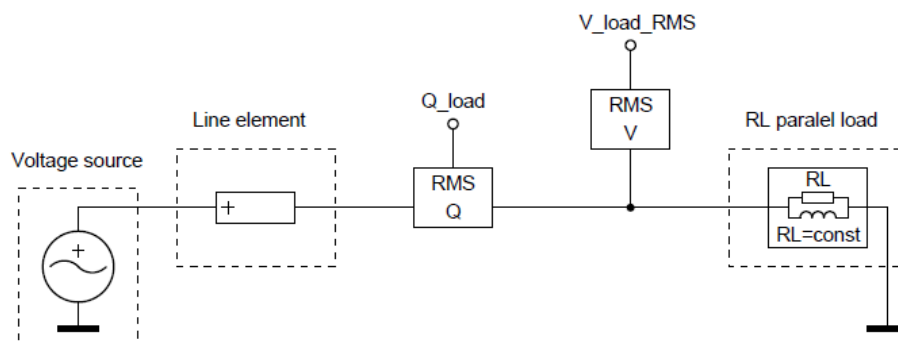 V_load_RMS
Q_load
RMS
V
Line element
RL paralel load
Voltage source
RMS
Q
RL
RL=const
+
+